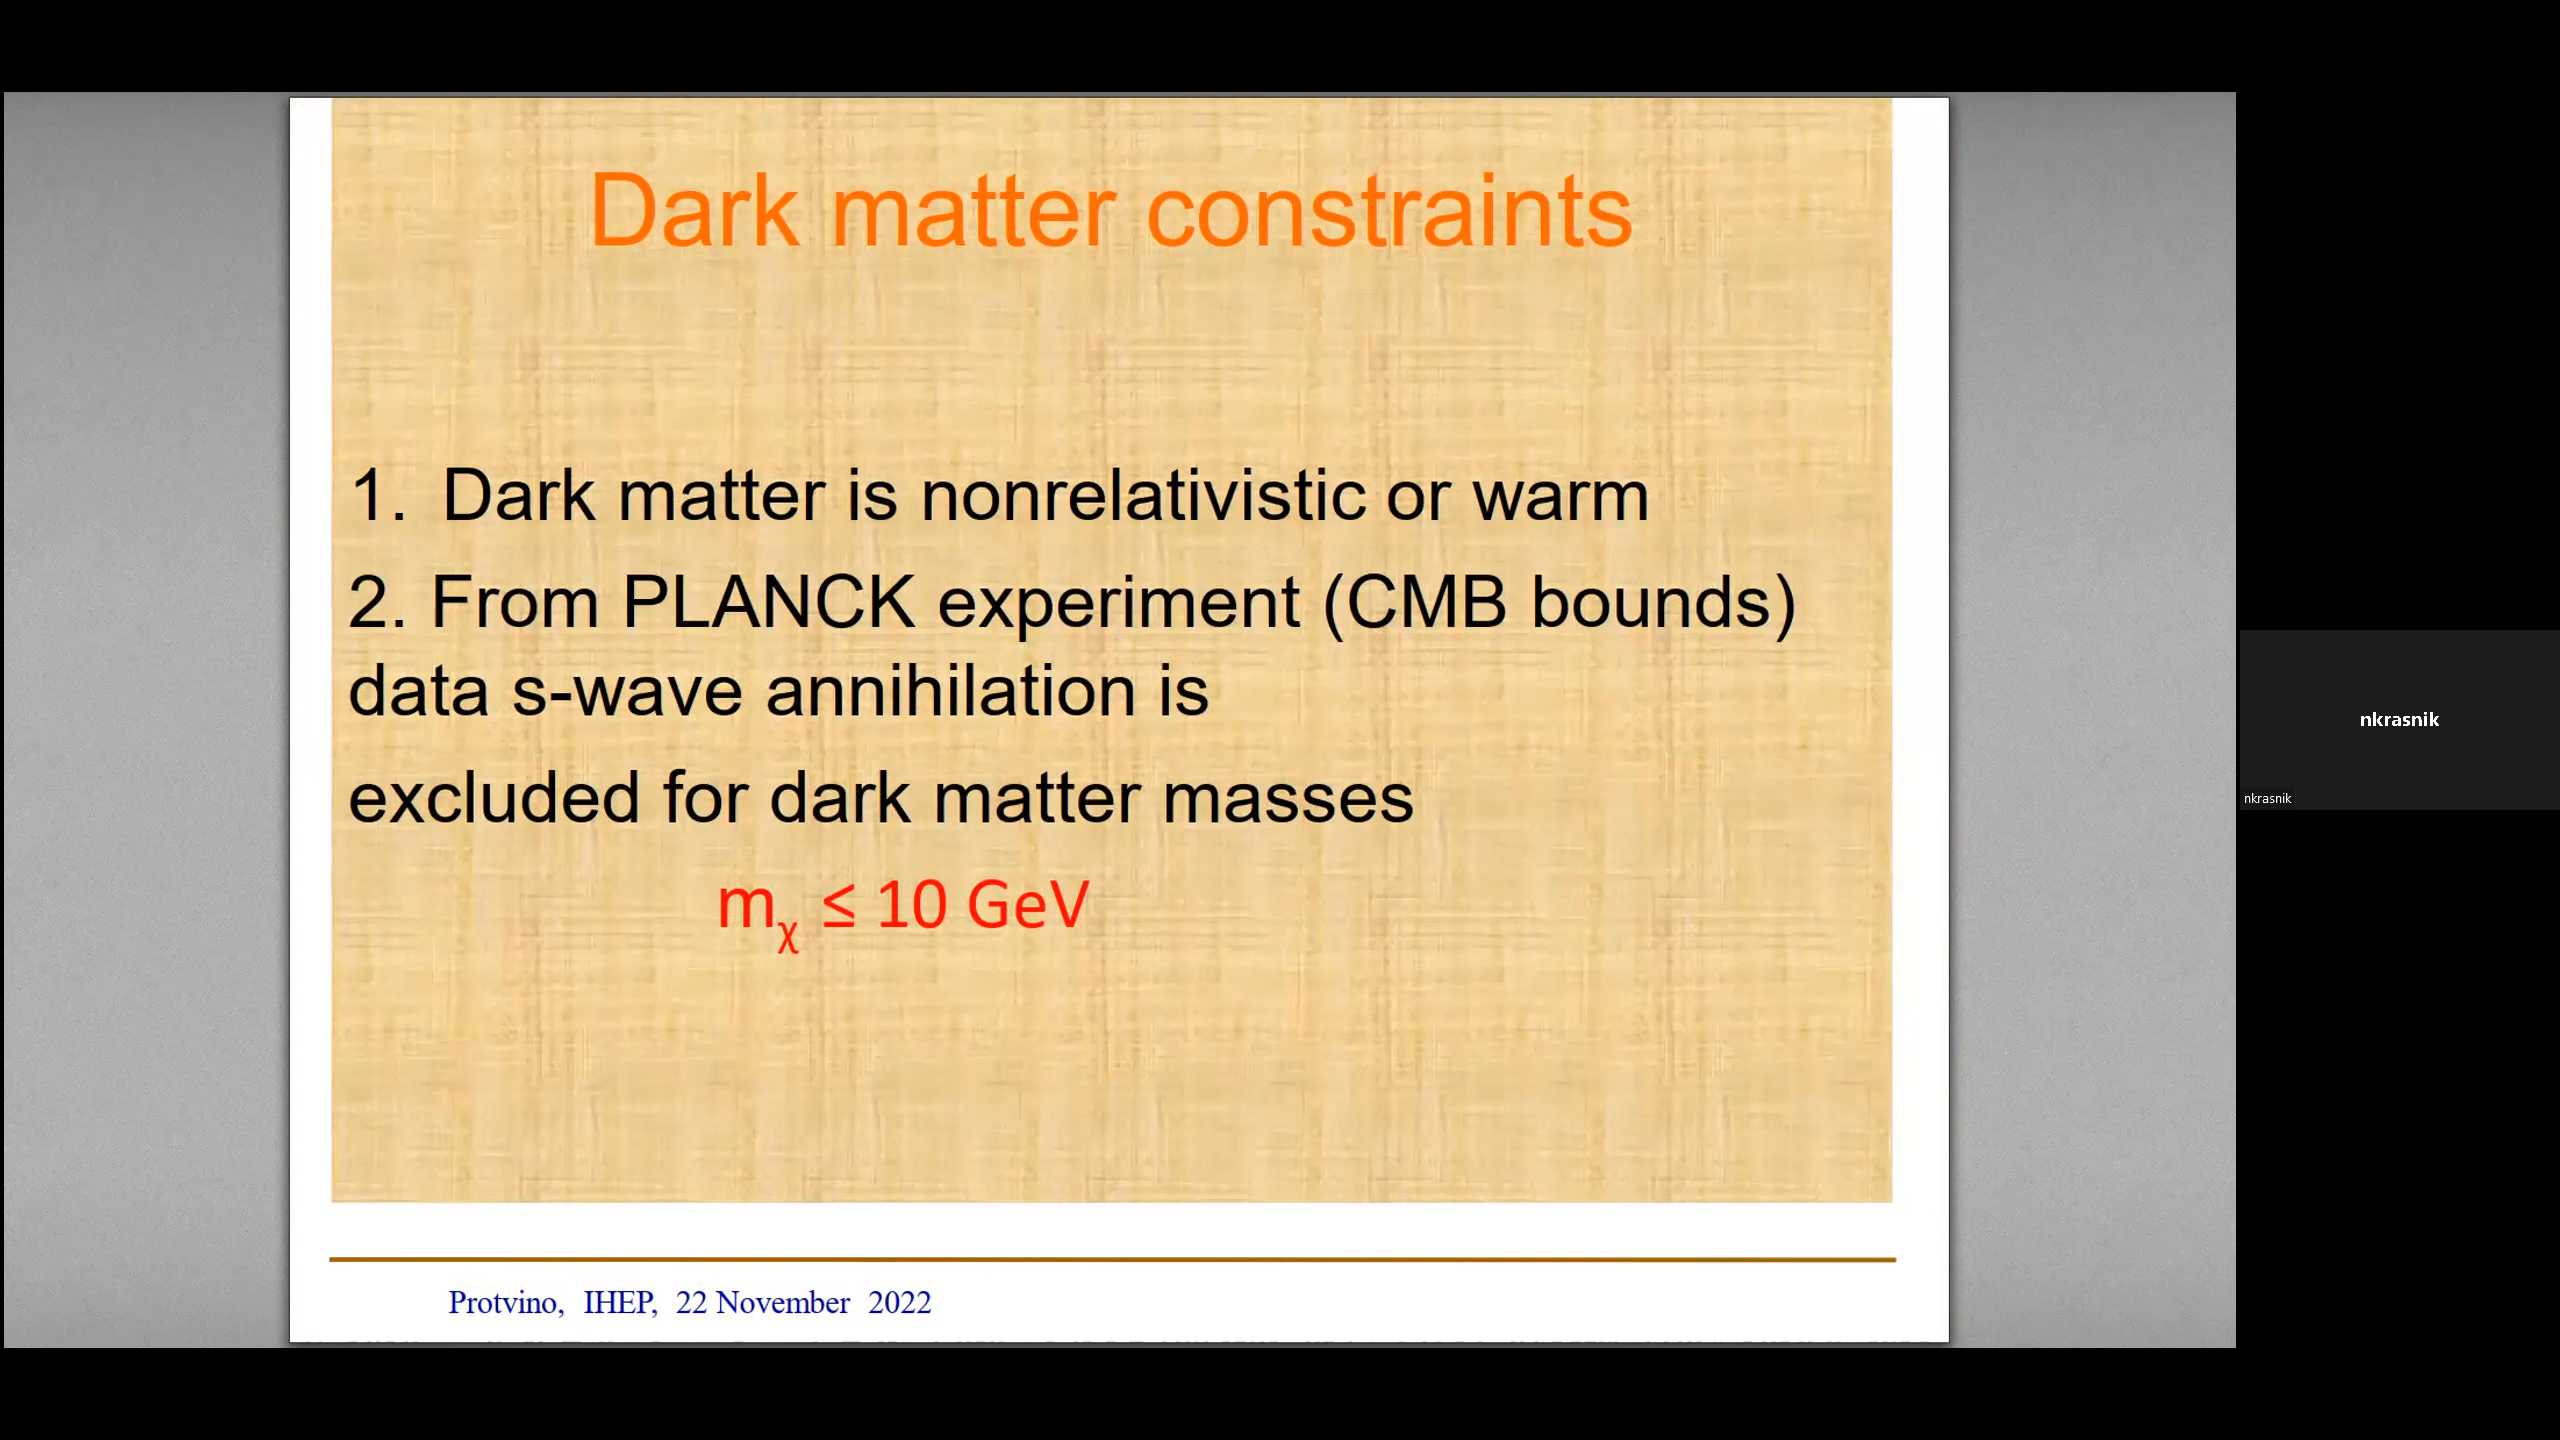 Dark matter constraints
1. Dark matter is nonrelativistic or warm
2. From PLANCK experiment (CMB bounds)
data s-wave annihilation is
excluded for dark matter masses
mχ ≤ 10 GeV
Protvino, IHEP, 22 November 2022
nkrasnik
nkrasnik